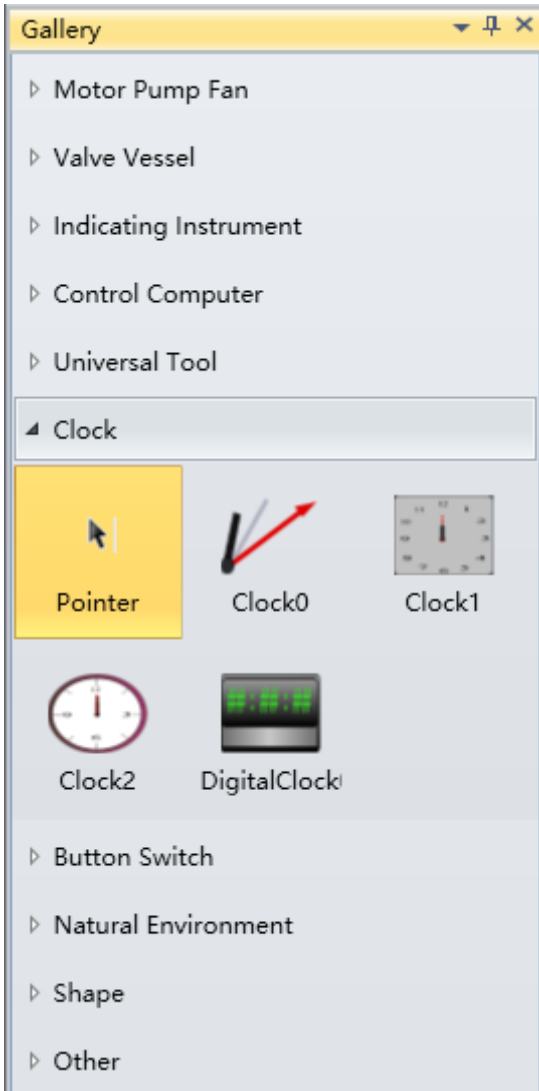 Gallery
Motor Pump Fan
Valve Vessel
Indicating Instrument
Control Computer
Universal Tool
Clock
Pointer Clock0 Clock1
Clock2 DigitalClock
Button Switch
Natural Environment
Shape
Other